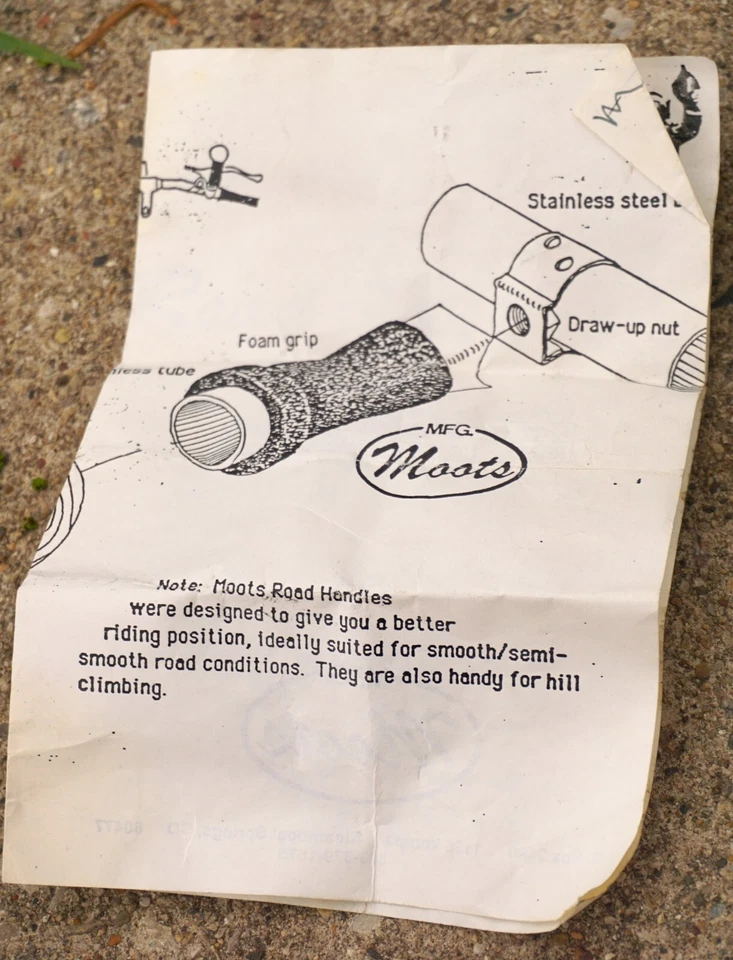 Stainless steel
Draw-up nut
Foam grip
tube
MFG.
Moots
Note: Moots Road Handles
were designed to give you a better
riding position, ideally suited for smooth/semi-
smooth road conditions. They are also handy for hill
climbing.